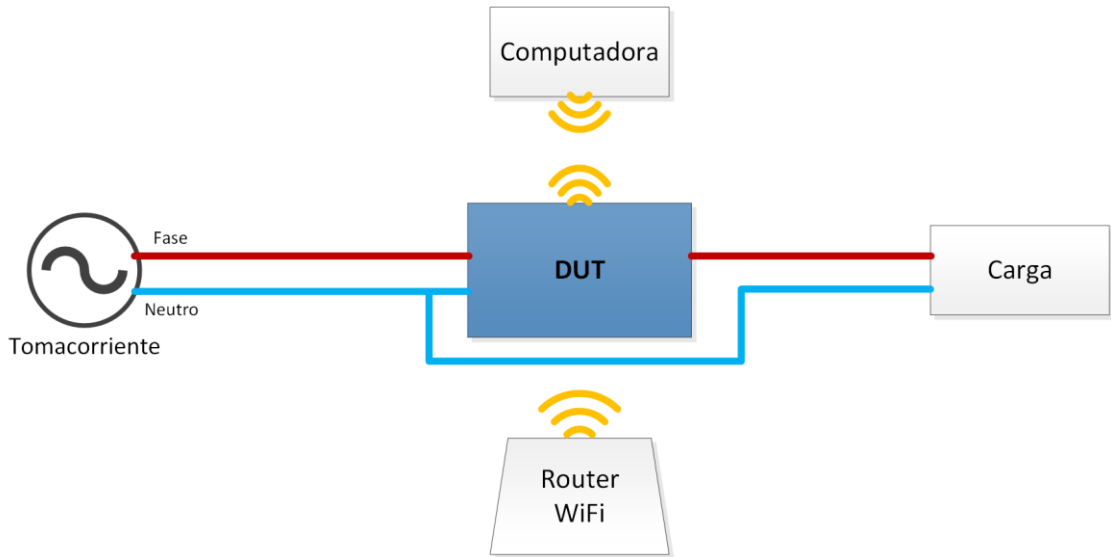 Computadora
Fase
DUT
Carga
Neutro
Tomacorriente
Router
WiFi